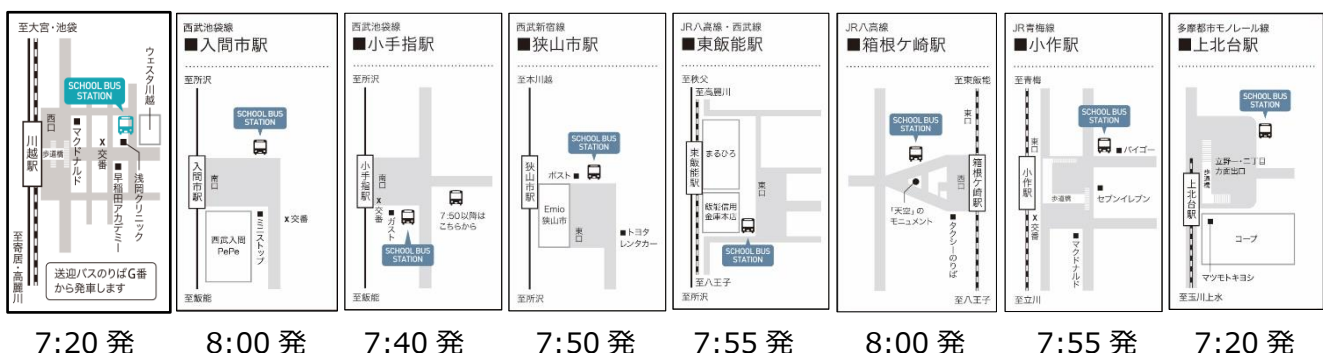 至大宮・池袋
ウェスタ川越
SCHOOL BUS
STATION
西口
川越駅
歩道橋
マクドナルド
X交番
早稲田アカデミー
浅岡クリニック
至寄居・高麗川
送迎バスのりばG番
から発車します
7:20 発
西武池袋線
■入間市駅
至所沢
SCHOOL BUS
STATION
入間市駅
南口
X交番
西武入間
PePe
ミニストップ
至飯能
8:00 発
西武池袋線
■小手指駅
至所沢
小手指駅
南口
X交番
ガスト
7:50以降は
こちらから
SCHOOL BUS
STATION
至飯能
7:40 発
西武新宿線
■狭山市駅
至本川越
SCHOOL BUS
STATION
ポスト
狭山市駅
Emio
狭山市
東口
トヨタ
レンタカー
至所沢
7:50 発
JR八高線・西武線
■東飯能駅
至秩父
至高麗川
まるひろ
東飯能駅
東口
飯能信用
金庫本店
SCHOOL BUS
STATION
至八王子
至所沢
7:55 発
JR八高線
■箱根ケ崎駅
至東飯能
東口
SCHOOL BUS
STATION
箱根ケ崎駅
西口
「天空」の
モニュメント
タクシーのりば
至八王子
8:00 発
JR青梅線
■小作駅
至青梅
SCHOOL BUS
STATION
東口
バイゴー
小作駅
セブンイレブン
歩道橋
X交番
マクドナルド
至立川
7:55 発
多摩都市モノレール線
■上北台駅
SCHOOL BUS
STATION
立野一・二丁目
方面出口
歩道橋
上北台駅
コープ
マツモトキヨシ
至玉川上水
7:20 発